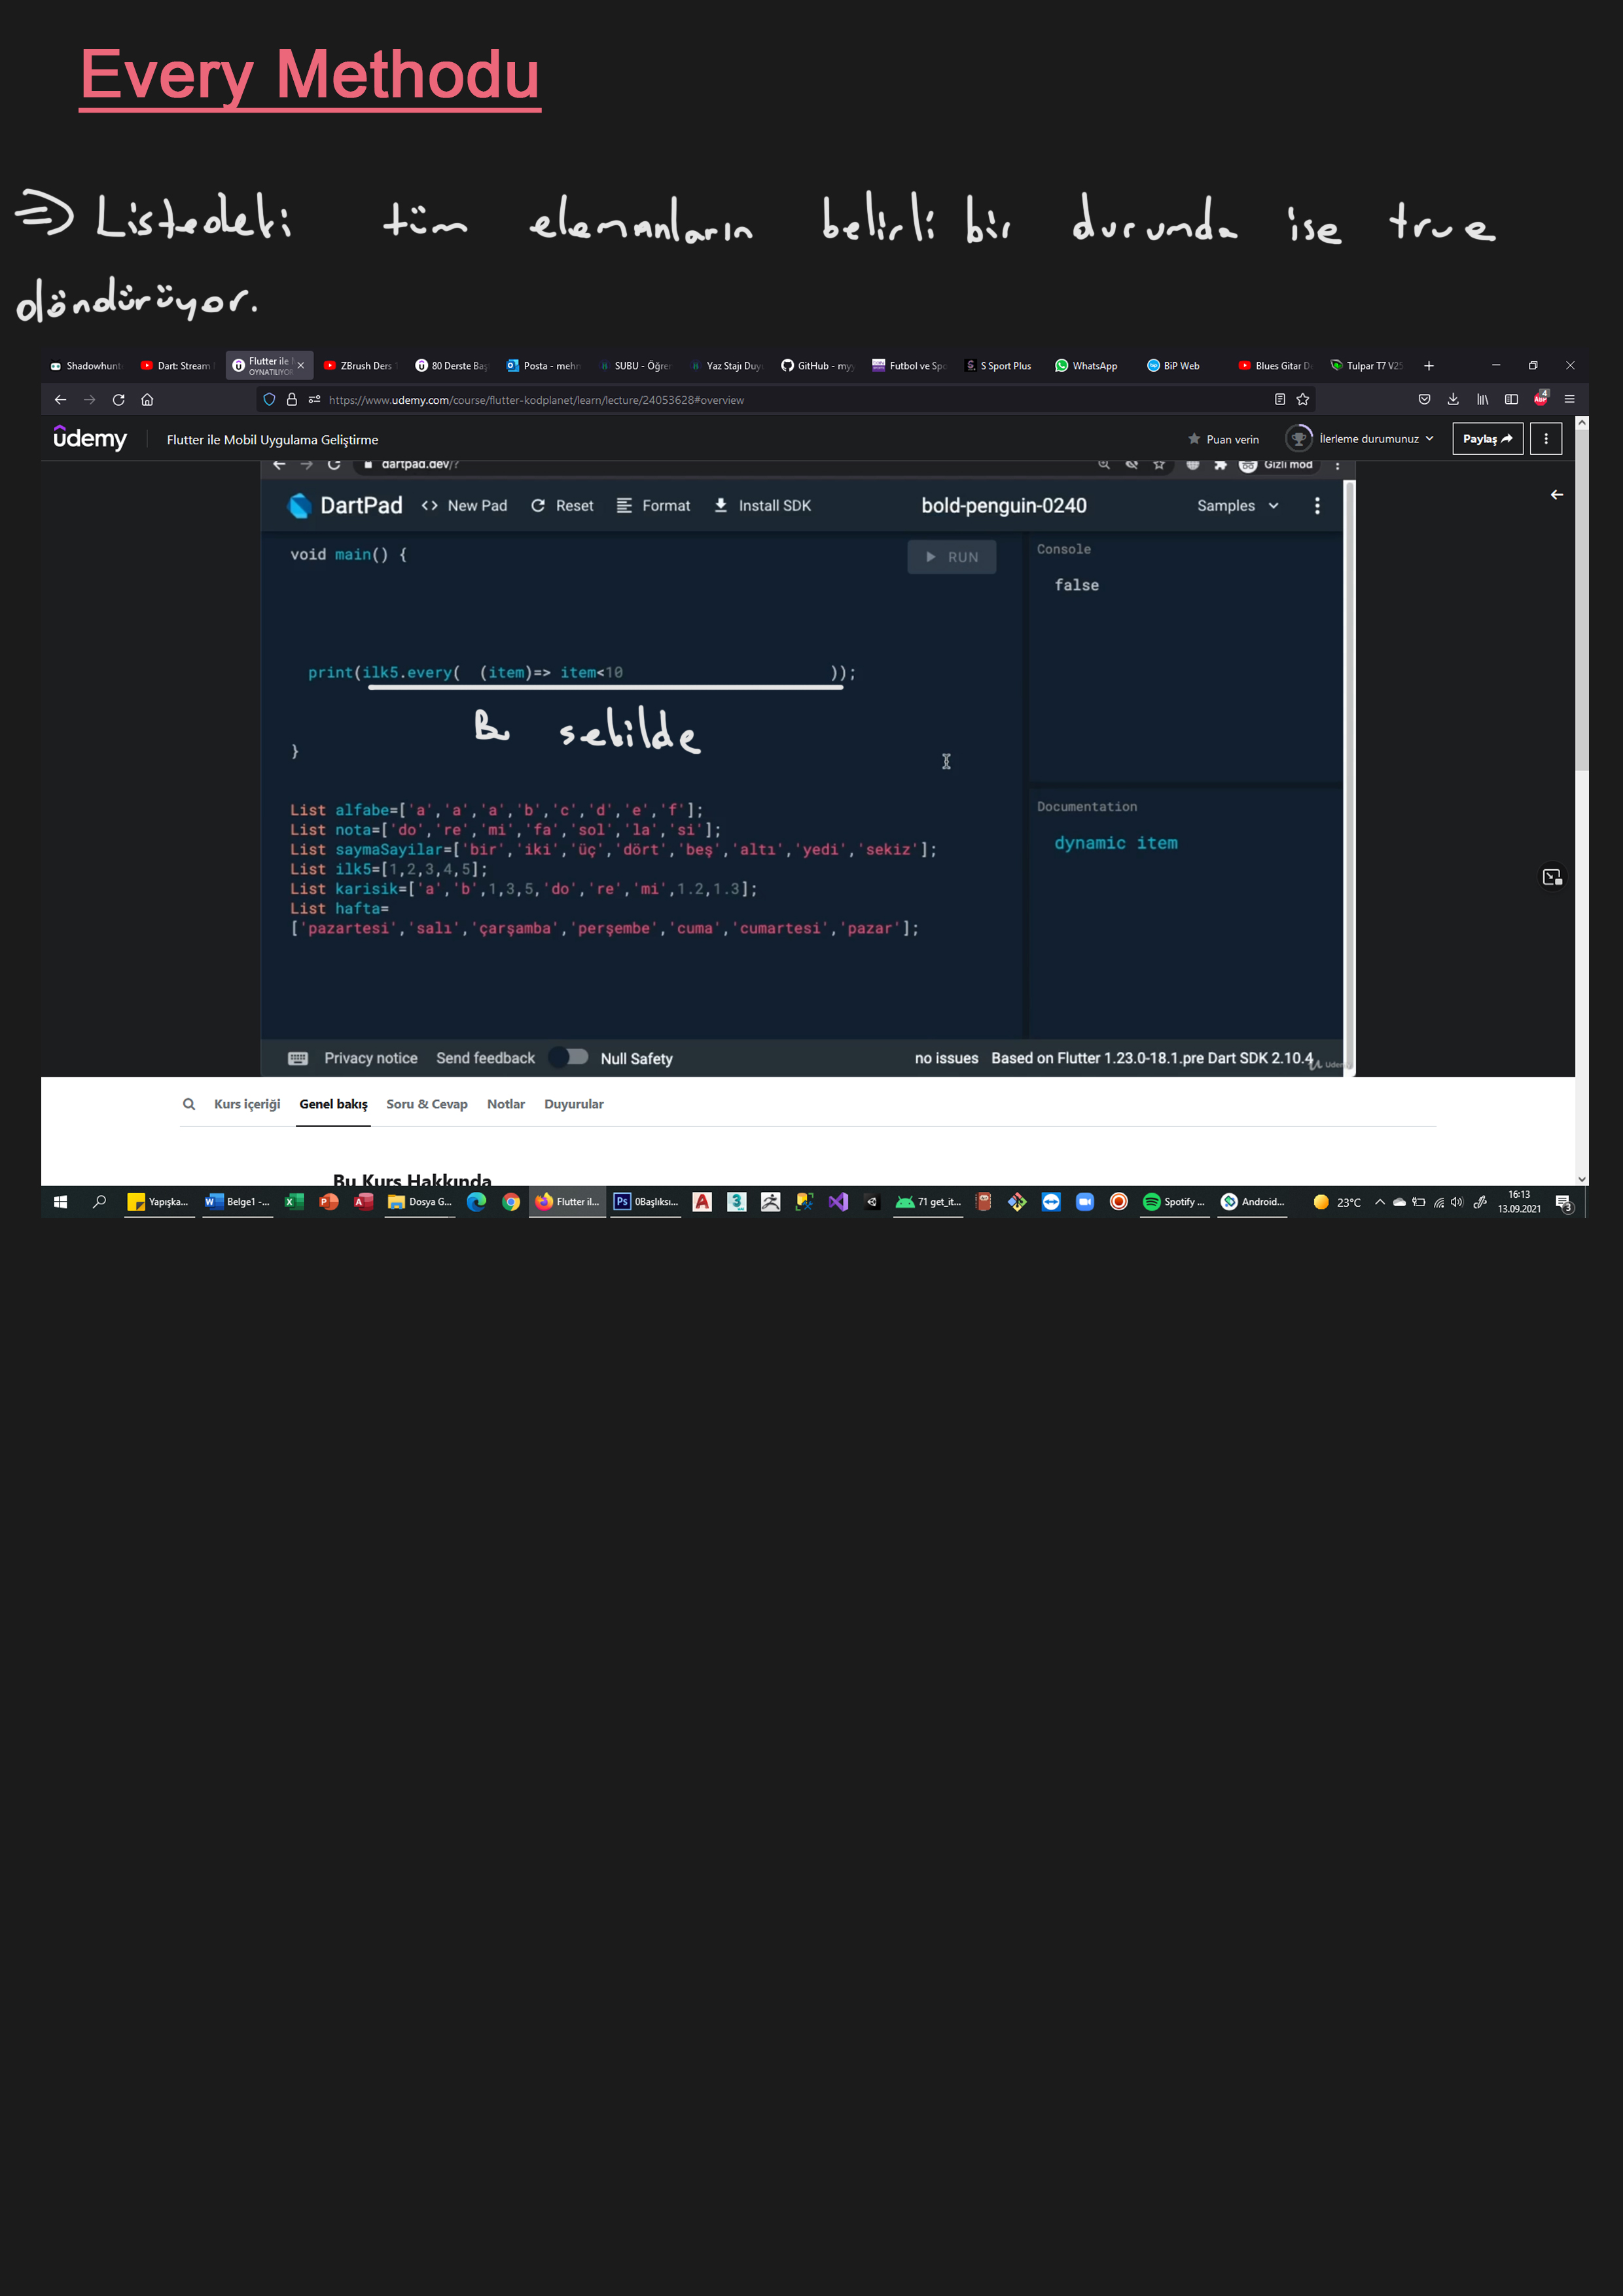 Every Methodu
=> Listedeki tüm elemanların belirli bir durumda ise true
döndürüyor.
Shadowhunt Dart: Stream Flutter ile OYNATILIYOR ZBrush Ders 80 Derste Baş Posta - mehm SUBU - Öğren Yaz Stajı Duyu GitHub - myy Futbol ve Spo S Sport Plus WhatsApp BiP Web Blues Gitar De Tulpar T7 V25
https://www.udemy.com/course/flutter-kodplanet/learn/lecture/24053628#overview
4
udemy Flutter ile Mobil Uygulama Geliştirme Puan verin İlerleme durumunuz Paylaş
dartpad.dev/? Gizli mod
DartPad <> New Pad Reset Format Install SDK bold-penguin-0240 Samples
void main() { RUN Console
false
print(ilk5.every( (item)=> item<10 ));
Bu şekilde
}
List alfabe=['a','a','a','b','c','d','e','f'];
List nota=['do','re','mi','fa','sol','la','si'];
List saymaSayilar=['bir','iki','üç','dört','beş','altı','yedi','sekiz'];
List ilk5=[1,2,3,4,5];
List karisik=['a','b',1,3,5,'do','re','mi',1.2,1.3];
List hafta=
['pazartesi','salı','çarşamba','perşembe','cuma','cumartesi','pazar'];
Documentation
dynamic item
Privacy notice Send feedback Null Safety no issues Based on Flutter 1.23.0-18.1.pre Dart SDK 2.10.4
Kurs içeriği Genel bakış Soru & Cevap Notlar Duyurular
Bu Kurs Hakkında
Yapışka... Belge1 -... Dosya G... Flutter il... 0Başlıksı... 71 get_it... Spotify ... Android... 23°C 16:13
13.09.2021 3